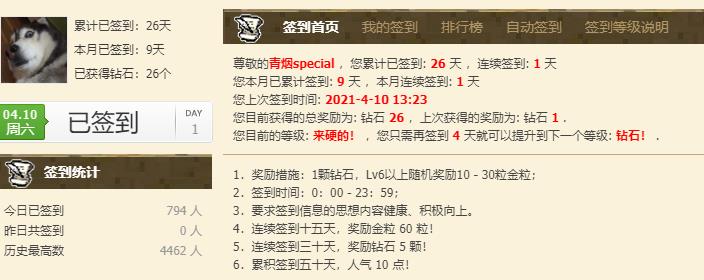 累计已签到：26天
本月已签到：9天
已获得钻石：26个
04.10
周六
已签到
DAY
1
签到统计
今日已签到 794 人
昨日共签到 0 人
历史最高数 4462 人
签到首页 我的签到 排行榜 自动签到 签到等级说明
尊敬的青烟special ，您累计已签到: 26 天 ，连续签到: 1 天
您本月已累计签到: 9 天 ，本月连续签到: 1 天
您上次签到时间: 2021-4-10 13:23
您目前获得的总奖励为: 钻石 26 ，上次获得的奖励为: 钻石 1 .
您目前的等级: 来硬的！ ，您只需再签到 4 天就可以提升到下一个等级: 钻石！ .
1．奖励措施：1颗钻石，Lv6以上随机奖励10 - 30粒金粒；
2．签到时间：0：00 - 23：59；
3．要求签到信息的思想内容健康、积极向上。
4．连续签到十五天，奖励金粒 60 粒！
5．连续签到三十天，奖励钻石 5 颗！
6．累积签到五十天，人气 10 点！